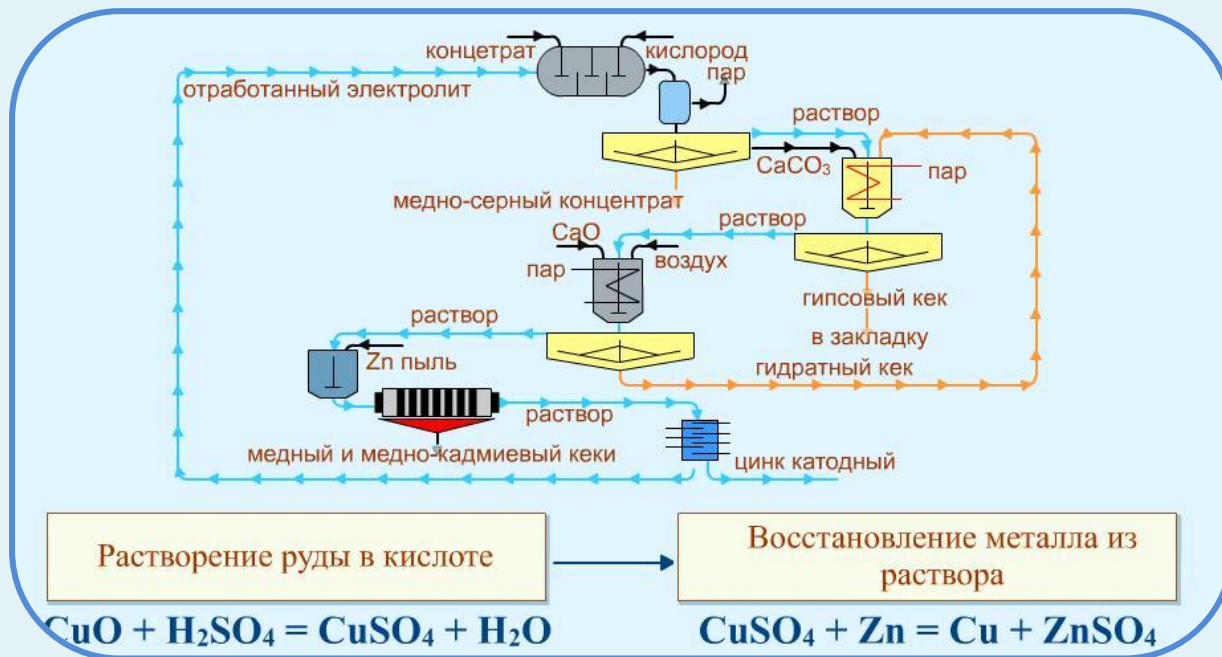 концетрат
кислород
пар
отработанный электролит
раствор
CaCO₃
пар
медно-серный концентрат
раствор
CaO
воздух
пар
гипсовый кек
в закладку
раствор
гидратный кек
Zn пыль
раствор
медный и медно-кадмиевый кеки
цинк катодный
Растворение руды в кислоте
Восстановление металла из
раствора
CuO + H₂SO₄ = CuSO₄ + H₂O
CuSO₄ + Zn = Cu + ZnSO₄